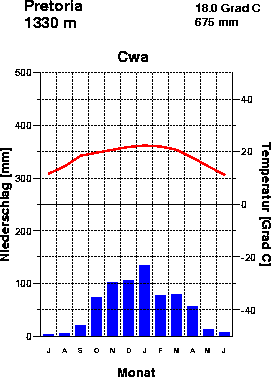 Pretoria
1330 m
18.0 Grad C
675 mm
Cwa
500
400
300
200
100
0
40
20
0
-20
-40
Niederschlag [mm]
Temperatur [Grad C]
J A S O N D J F M A M J
Monat